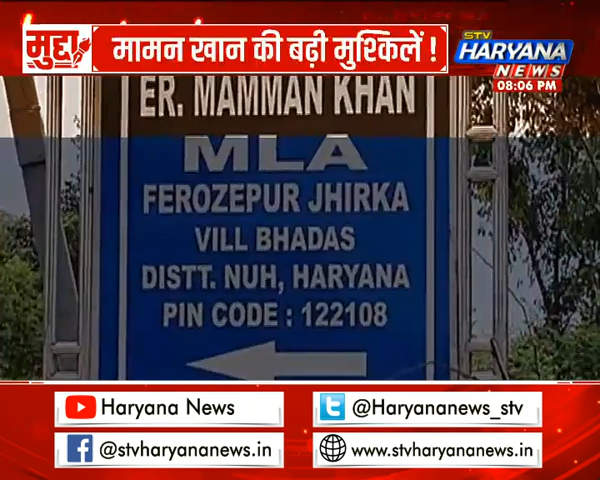 मुद्दा
मामन खान की बढ़ी मुश्किलें !
STV
HARYANA
NEWS
08:06 PM
ER. MAMMAN KHAN
MLA
FEROZEPUR JHIRKA
VILL BHADAS
DISTT. NUH, HARYANA
PIN CODE : 122108
Haryana News
@Haryananews_stv
@stvharyananews.in
www.stvharyananews.in